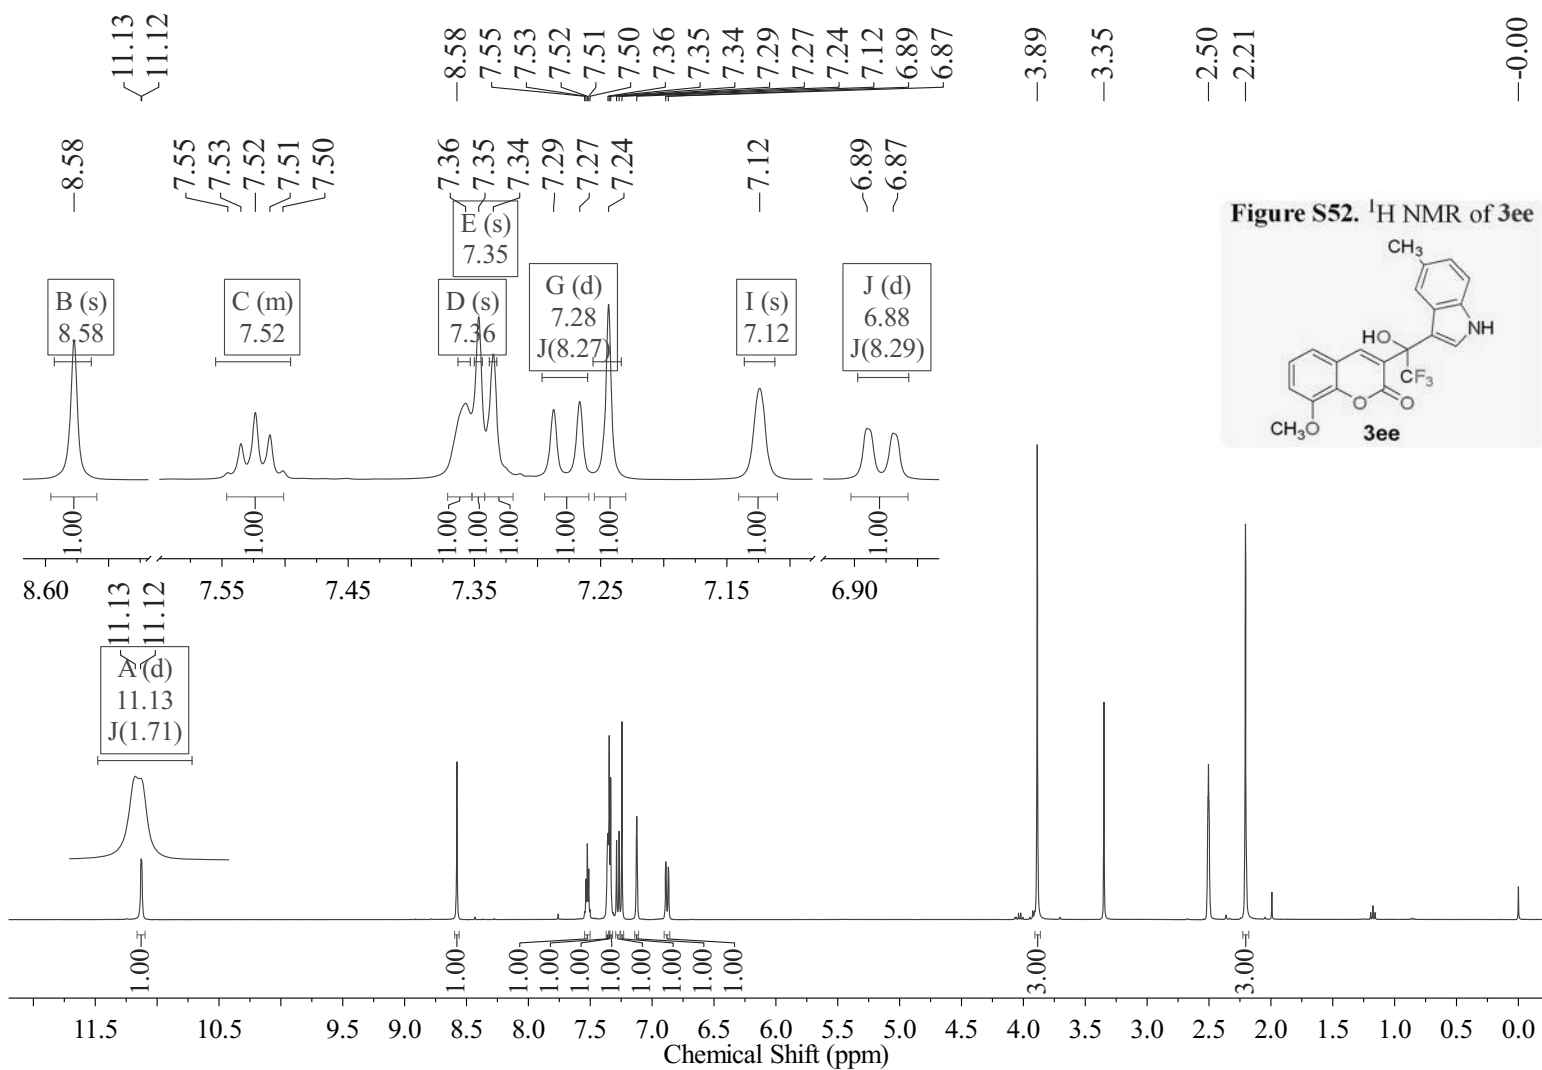 11.13
11.12
8.58
7.55
7.53
7.52
7.51
7.50
7.36
7.35
7.34
7.29
7.27
7.24
7.12
6.89
6.87
3.89
3.35
2.50
2.21
-0.00
8.58
7.55
7.53
7.52
7.51
7.50
7.36
7.35
7.34
7.29
7.27
7.24
7.12
6.89
6.87
Figure S52. ¹H NMR of 3ee
CH₃
NH
HO
CF₃
O
O
CH₃O
3ee
E (s)
7.35
B (s)
8.58
C (m)
7.52
D (s)
7.36
G (d)
7.28
J(8.27)
I (s)
7.12
J (d)
6.88
J(8.29)
1.00
1.00
1.00
1.00
1.00
1.00
1.00
1.00
1.00
8.60 7.55 7.45 7.35 7.25 7.15 6.90
11.13
11.12
A (d)
11.13
J(1.71)
1.00
1.00
1.00
1.00
1.00
1.00
1.00
1.00
1.00
1.00
3.00
3.00
11.5 10.5 9.5 9.0 8.5 8.0 7.5 7.0 6.5 6.0 5.5 5.0 4.5 4.0 3.5 3.0 2.5 2.0 1.5 1.0 0.5 0.0
Chemical Shift (ppm)